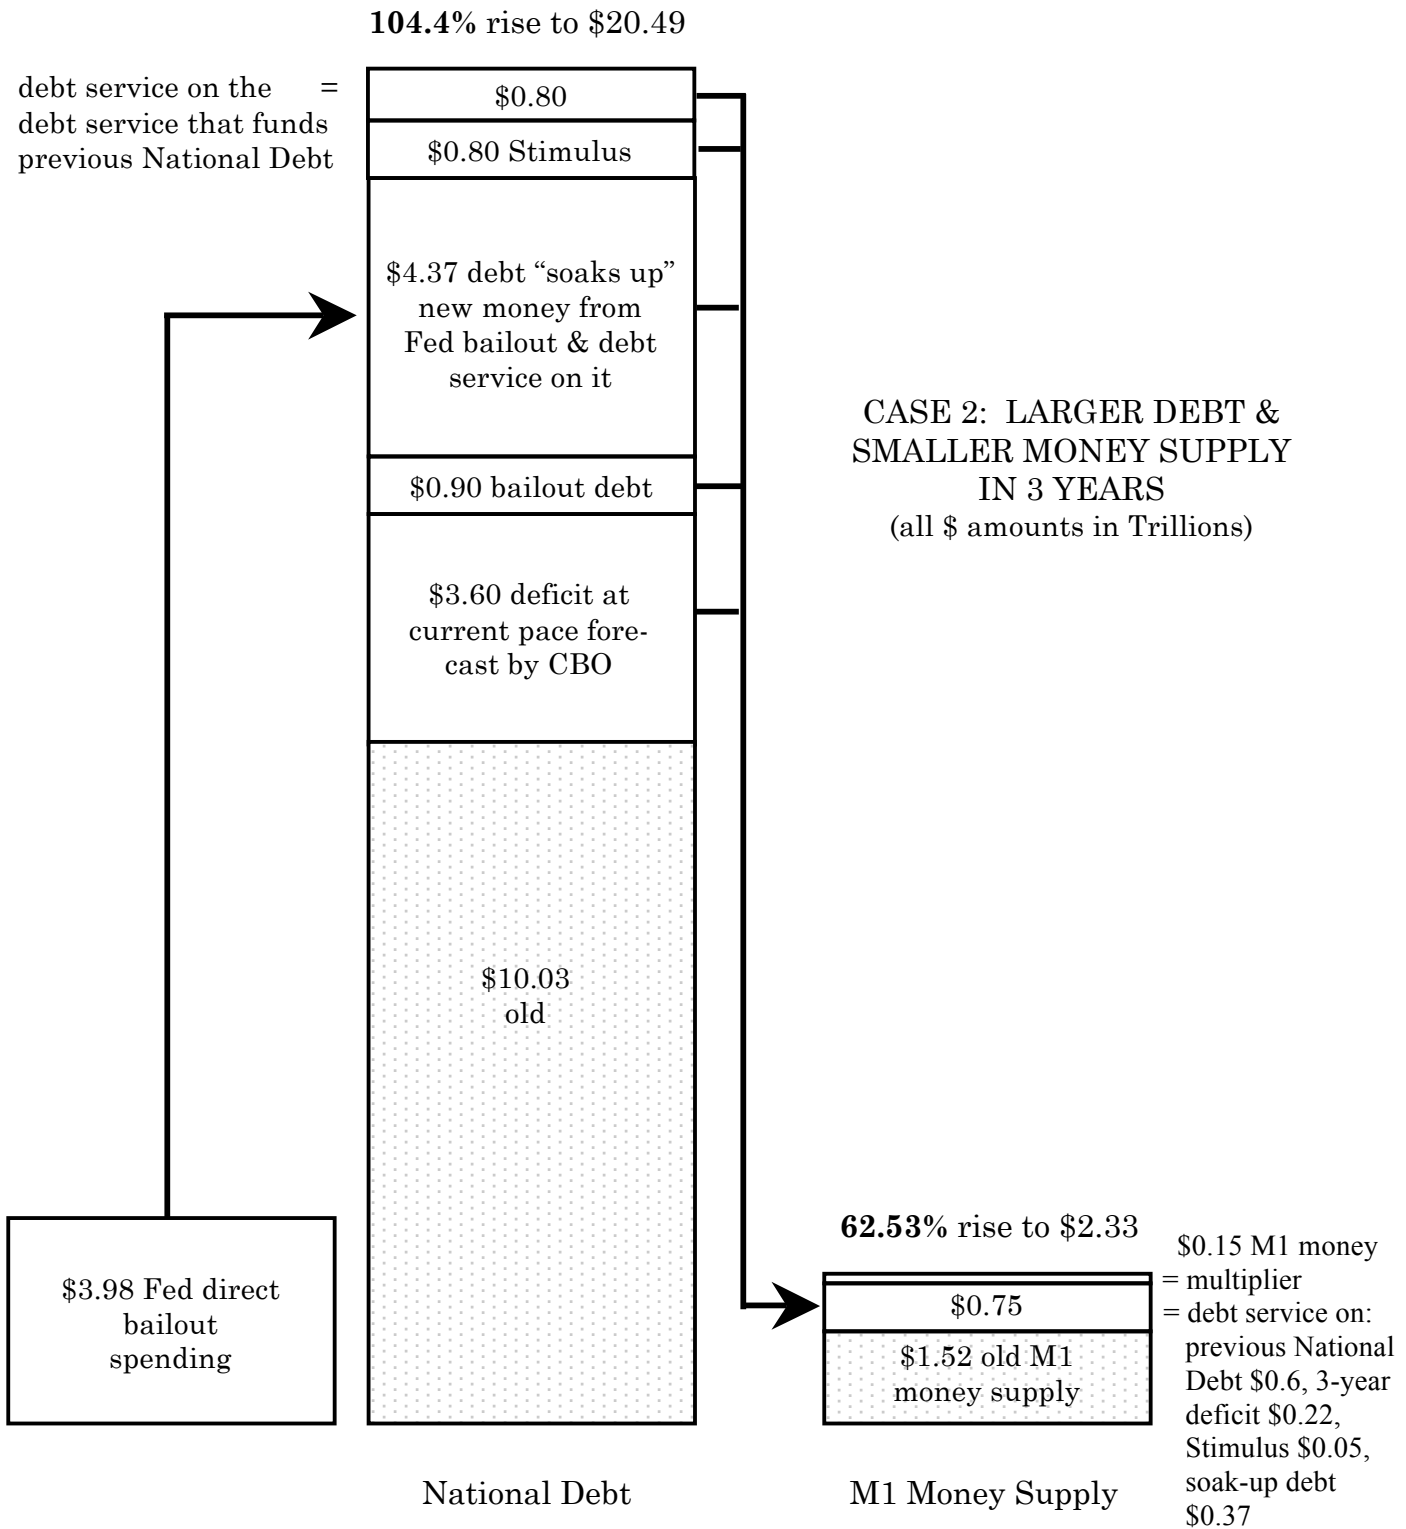 104.4% rise to $20.49
debt service on the =
debt service that funds
previous National Debt
$0.80
$0.80 Stimulus
$4.37 debt “soaks up”
new money from
Fed bailout & debt
service on it
$0.90 bailout debt
$3.60 deficit at
current pace fore-
cast by CBO
$10.03
old
CASE 2: LARGER DEBT &
SMALLER MONEY SUPPLY
IN 3 YEARS
(all $ amounts in Trillions)
$3.98 Fed direct
bailout
spending
62.53% rise to $2.33
$0.75
$1.52 old M1
money supply
$0.15 M1 money
= multiplier
= debt service on:
previous National
Debt $0.6, 3-year
deficit $0.22,
Stimulus $0.05,
soak-up debt
$0.37
National Debt
M1 Money Supply